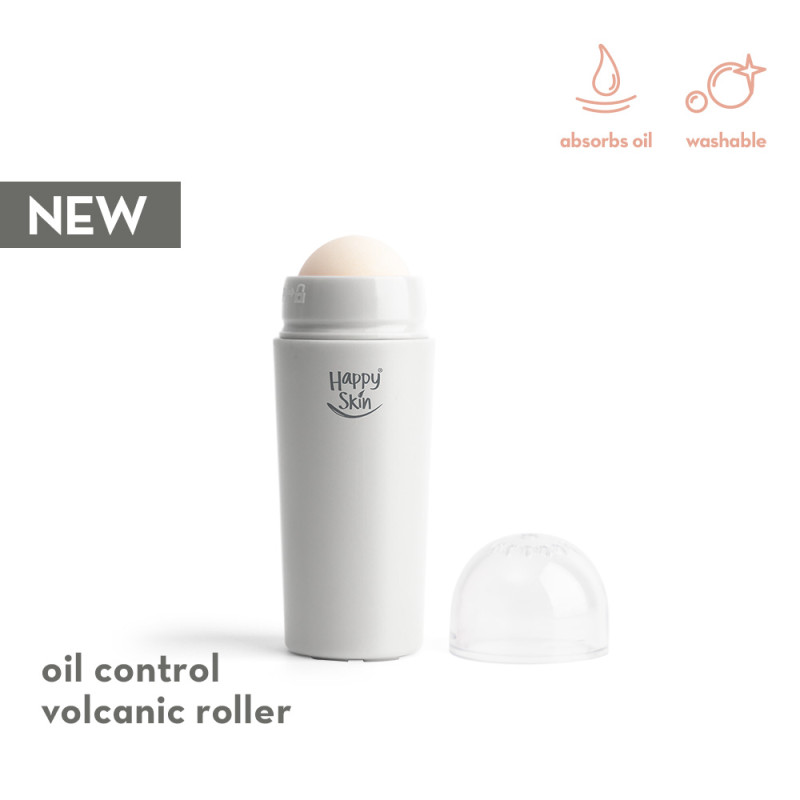 absorbs oil
washable
NEW
Happy®
Skin
oil control
volcanic roller